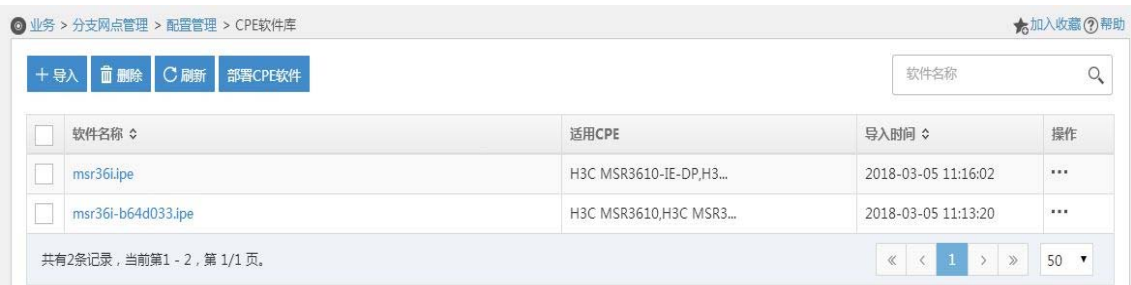 业务 > 分支网点管理 > 配置管理 > CPE软件库 加入收藏 帮助
导入 删除 刷新 部署CPE软件 软件名称
软件名称 适用CPE 导入时间 操作
msr36i.ipe H3C MSR3610-IE-DP,H3... 2018-03-05 11:16:02 ...
msr36i-b64d033.ipe H3C MSR3610,H3C MSR3... 2018-03-05 11:13:20 ...
共有2条记录，当前第1 - 2，第 1/1 页。 « < 1 > » 50